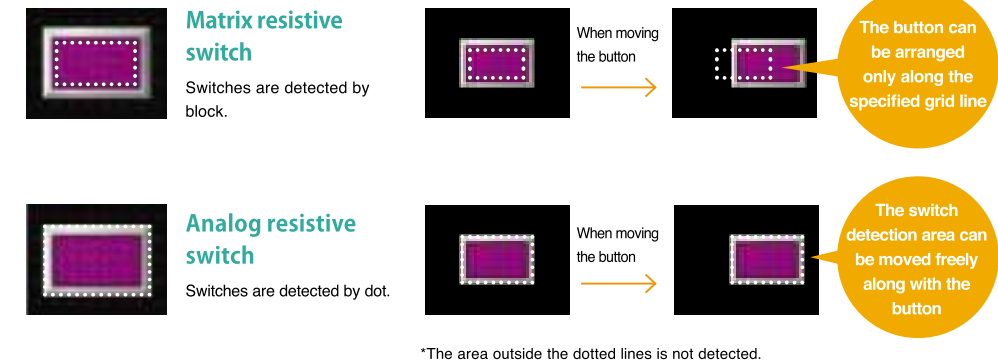 Matrix resistive
switch
Switches are detected by
block.
When moving
the button
The button can
be arranged
only along the
specified grid line
Analog resistive
switch
Switches are detected by dot.
When moving
the button
The switch
detection area can
be moved freely
along with the
button
*The area outside the dotted lines is not detected.